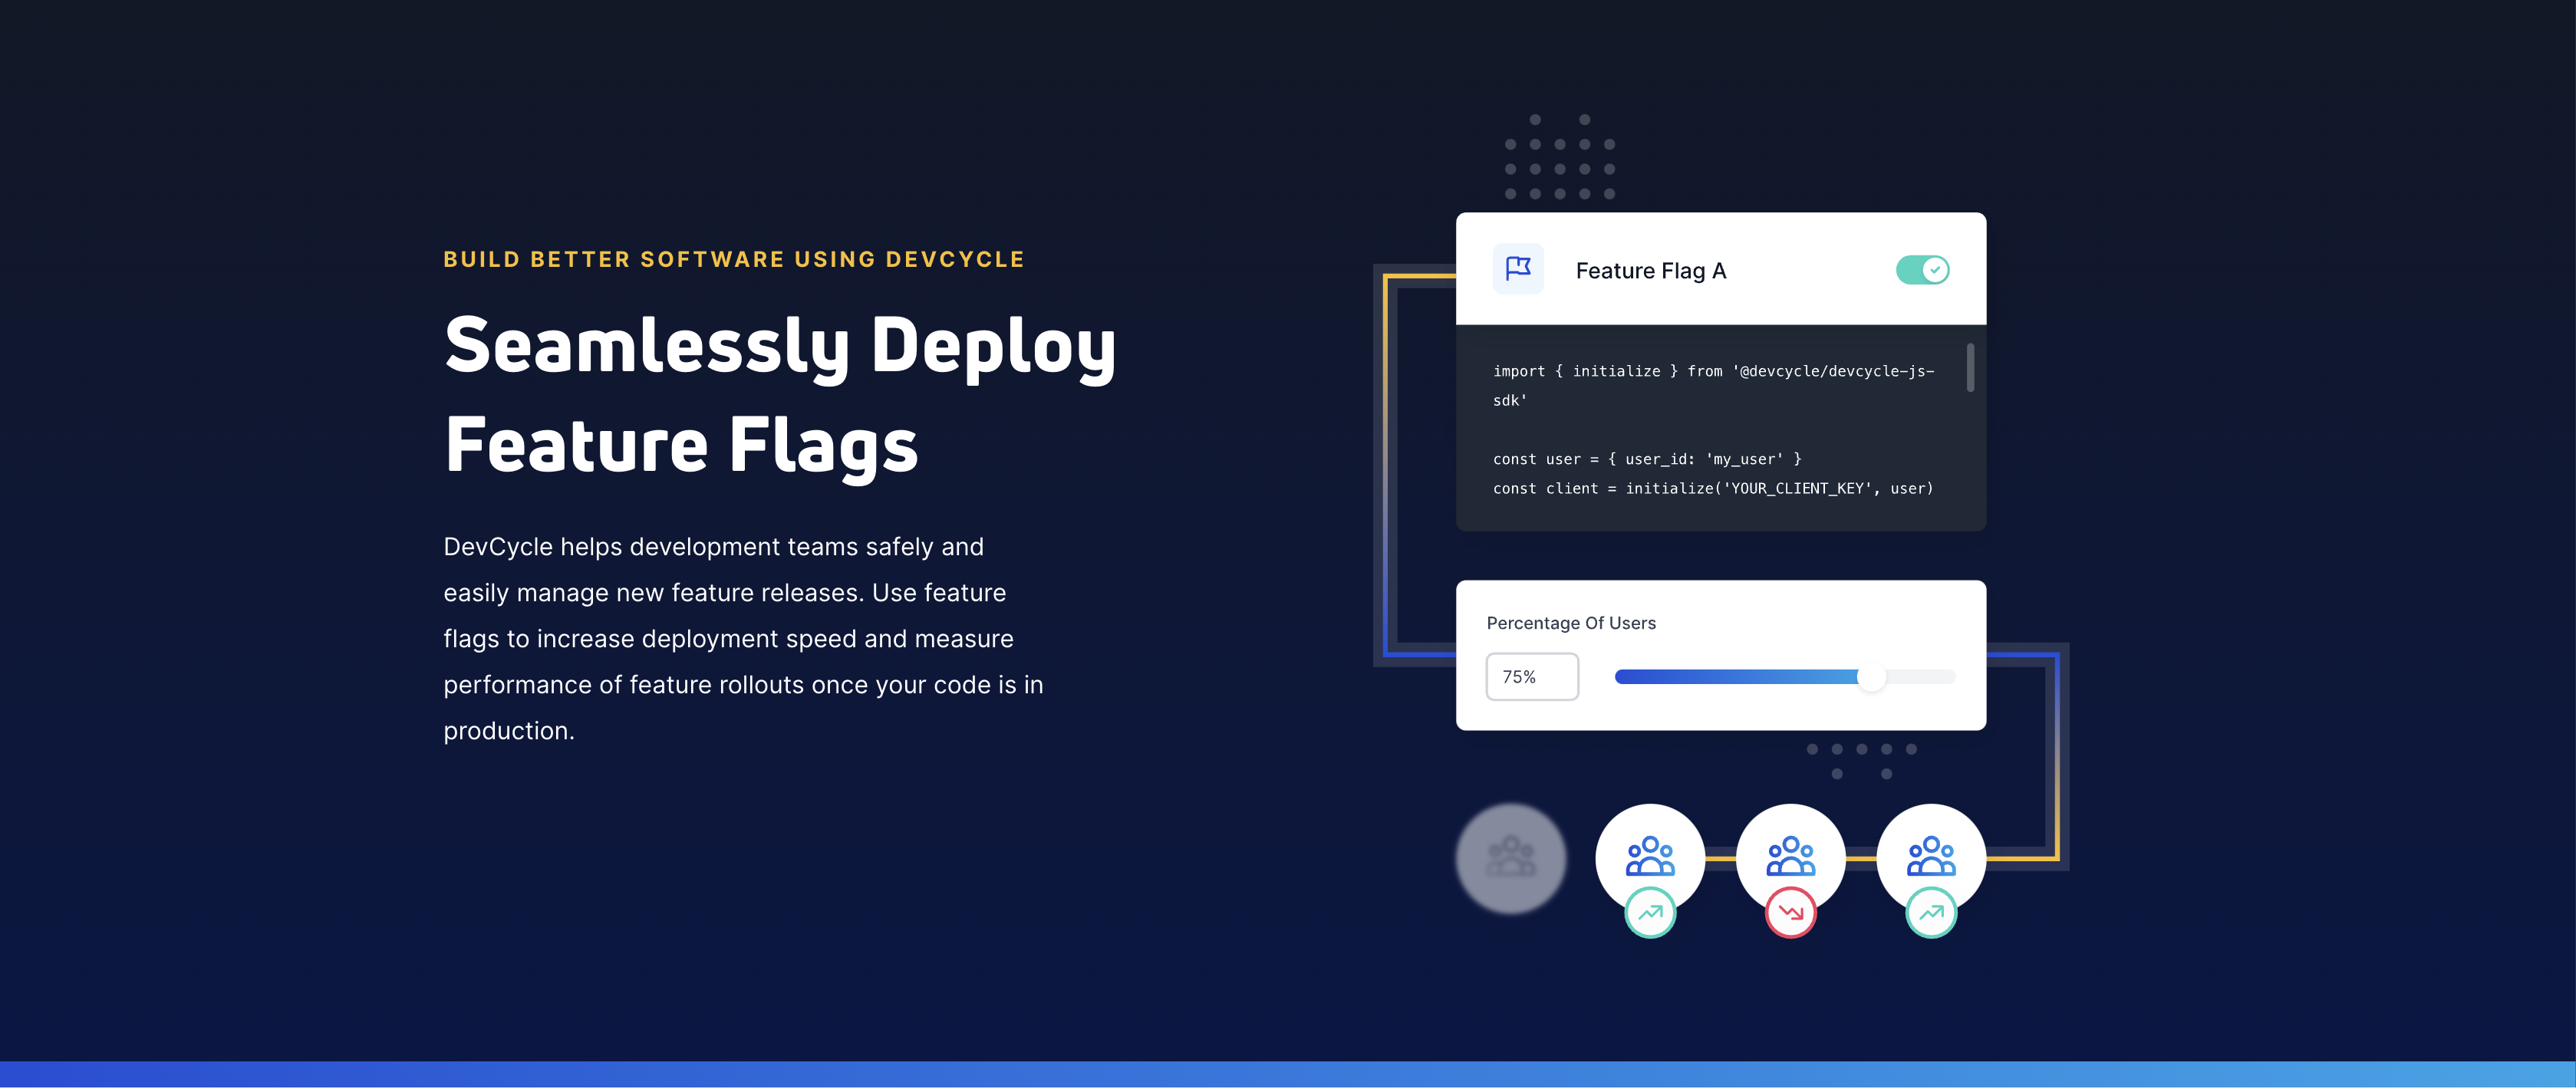 BUILD BETTER SOFTWARE USING DEVCYCLE
Seamlessly Deploy
Feature Flags
DevCycle helps development teams safely and
easily manage new feature releases. Use feature
flags to increase deployment speed and measure
performance of feature rollouts once your code is in
production.
Feature Flag A
import { initialize } from '@devcycle/devcycle-js-
sdk'
const user = { user_id: 'my_user' }
const client = initialize('YOUR_CLIENT_KEY', user)
Percentage Of Users
75%